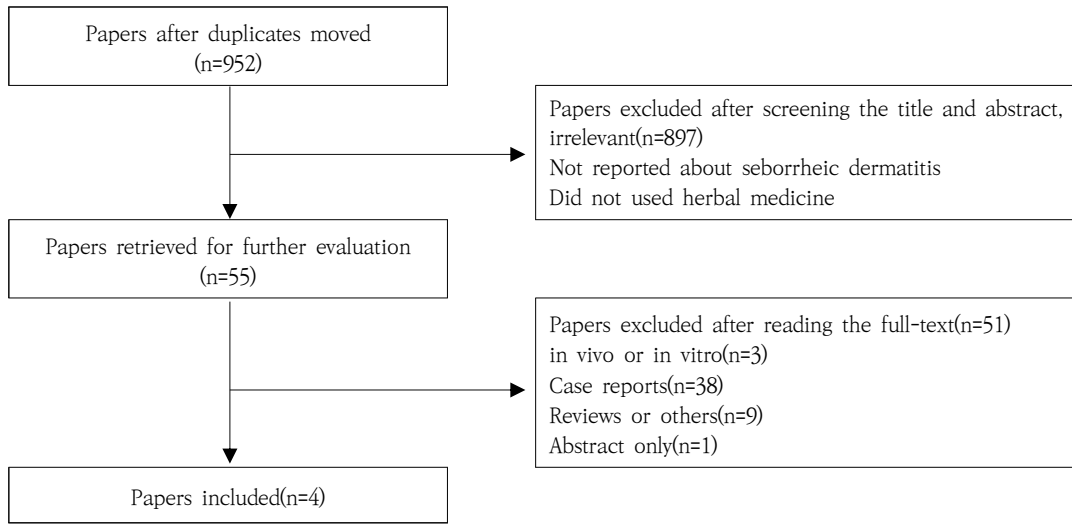 Papers after duplicates moved
(n=952)
Papers excluded after screening the title and abstract,
irrelevant(n=897)
Not reported about seborrheic dermatitis
Did not used herbal medicine
Papers retrieved for further evaluation
(n=55)
Papers excluded after reading the full-text(n=51)
in vivo or in vitro(n=3)
Case reports(n=38)
Reviews or others(n=9)
Abstract only(n=1)
Papers included(n=4)